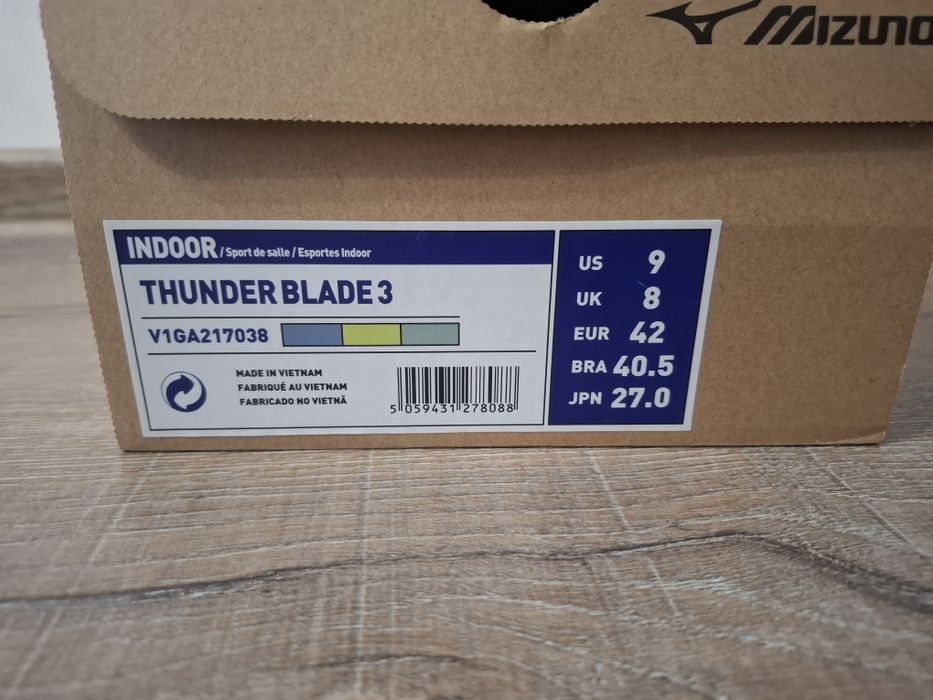 MIZUNO
INDOOR / Sport de salle / Esportes Indoor
THUNDER BLADE 3
V1GA217038
MADE IN VIETNAM
FABRIQUÉ AU VIETNAM
FABRICADO NO VIETNÃ
5 059431 278088
US 9
UK 8
EUR 42
BRA 40.5
JPN 27.0